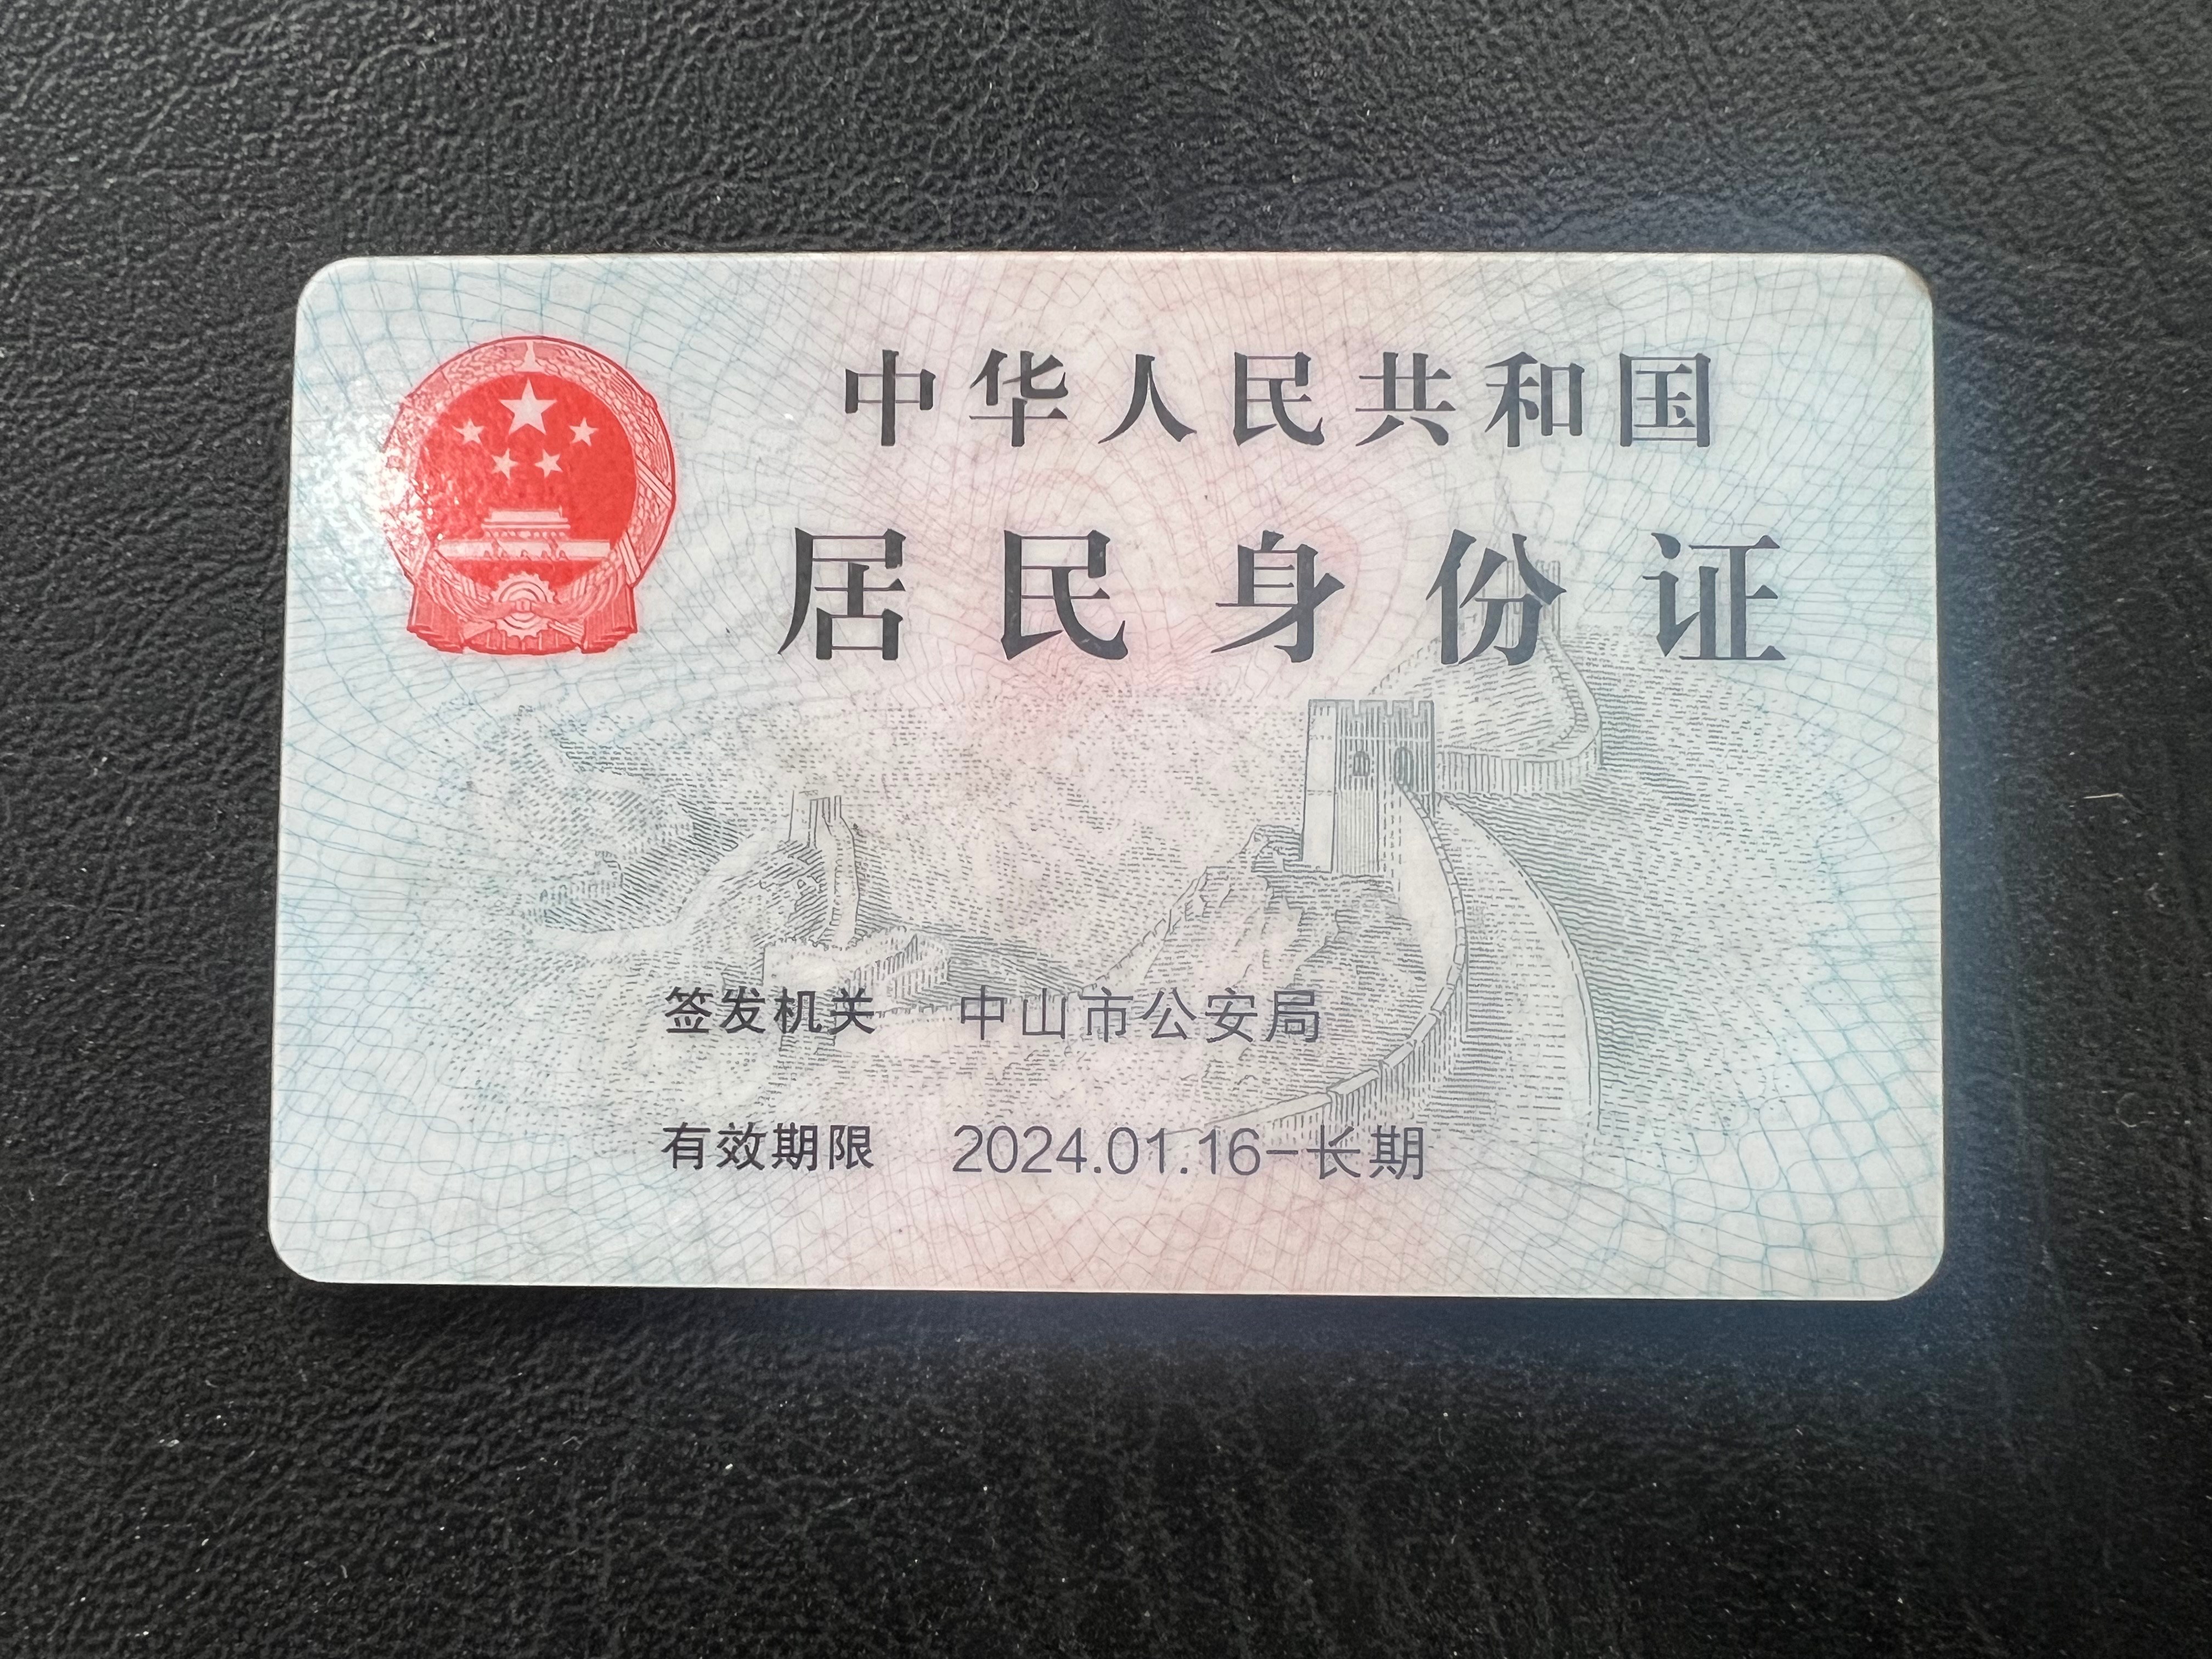 中华人民共和国
居民身份证
签发机关 中山市公安局
有效期限 2024.01.16-长期